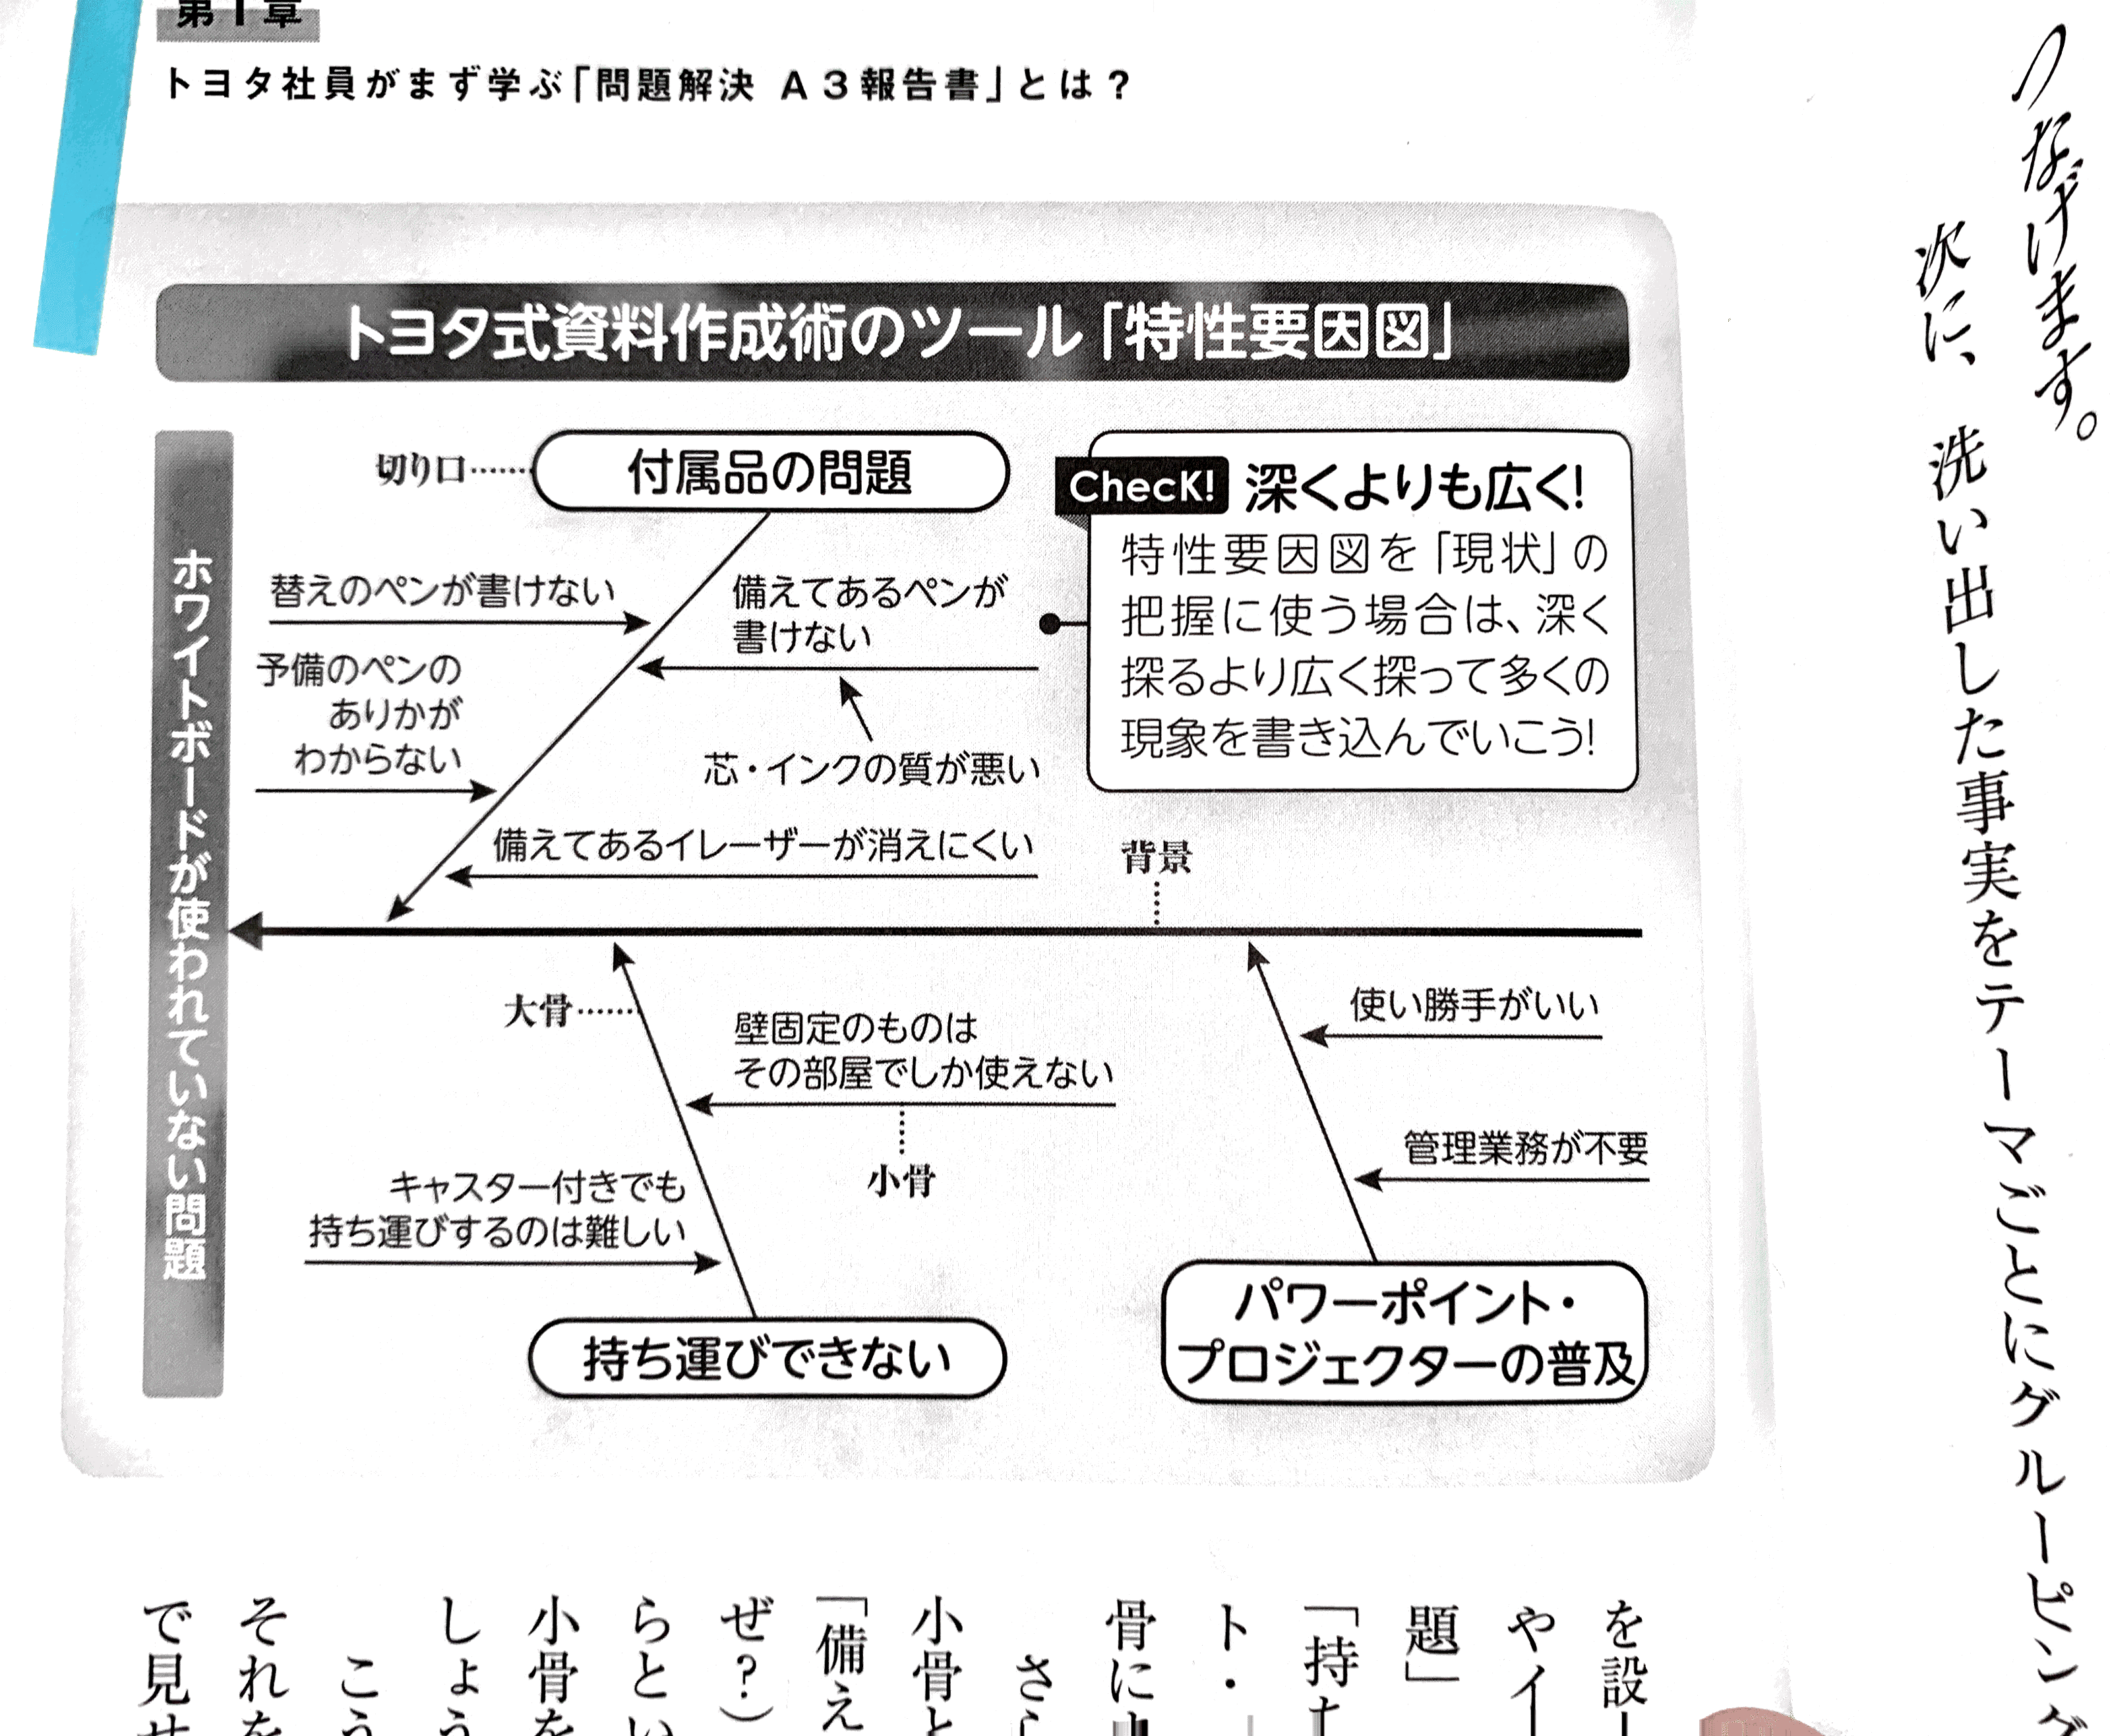 第1章
トヨタ社員がまず学ぶ「問題解決 A3報告書」とは？
トヨタ式資料作成術のツール「特性要因図」
ホワイトボードが使われていない問題
切り口
付属品の問題
替えのペンが書けない
備えてあるペンが
書けない
予備のペンの
ありかが
わからない
芯・インクの質が悪い
備えてあるイレーザーが消えにくい
CHecK!
深くよりも広く!
特性要因図を「現状」の
把握に使う場合は、深く
探るより広く探って多くの
現象を書き込んでいこう!
背景
大骨
壁固定のものは
その部屋でしか使えない
小骨
キャスター付きでも
持ち運びするのは難しい
持ち運びできない
使い勝手がいい
管理業務が不要
パワーポイント・
プロジェクターの普及
つなげます。
次に、洗い出した事実をテーマごとにグルーピング
を設
やイ
題」
「持
ト・
骨に
さ
小骨と
「備え
ぜ？）
らとい
小骨を
しょう
こう
それを
で見せ